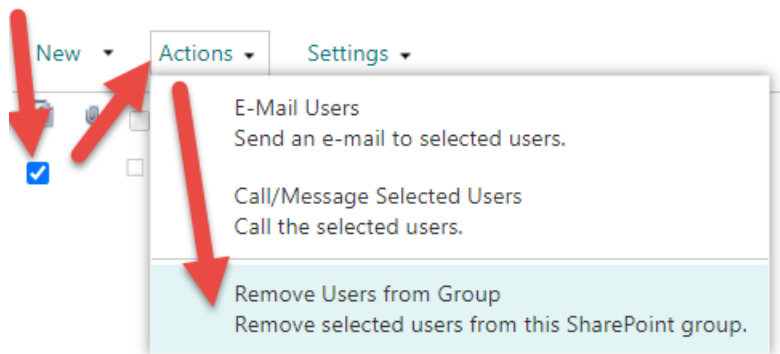 New Actions Settings
E-Mail Users
Send an e-mail to selected users.
Call/Message Selected Users
Call the selected users.
Remove Users from Group
Remove selected users from this SharePoint group.